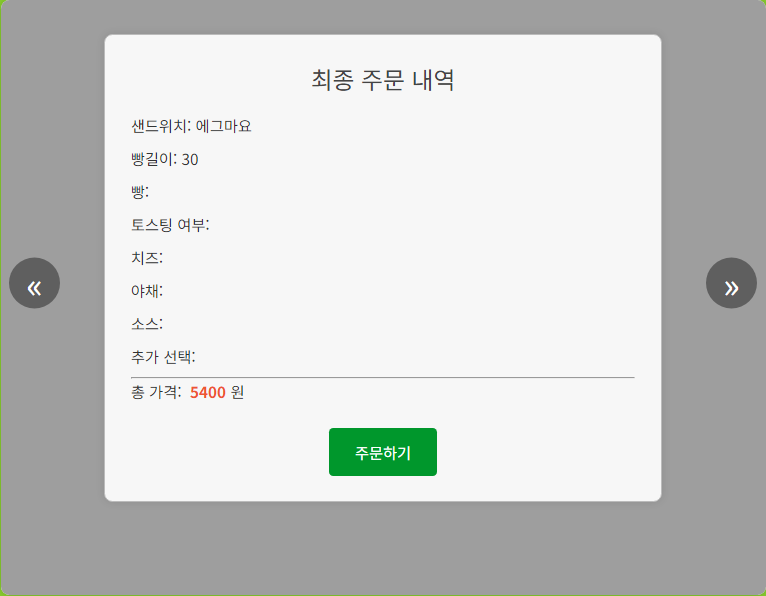 최종 주문 내역
샌드위치: 에그마요
빵길이: 30
빵:
토스팅 여부:
치즈:
야채:
소스:
추가 선택:
«
»
총 가격: 5400 원
주문하기